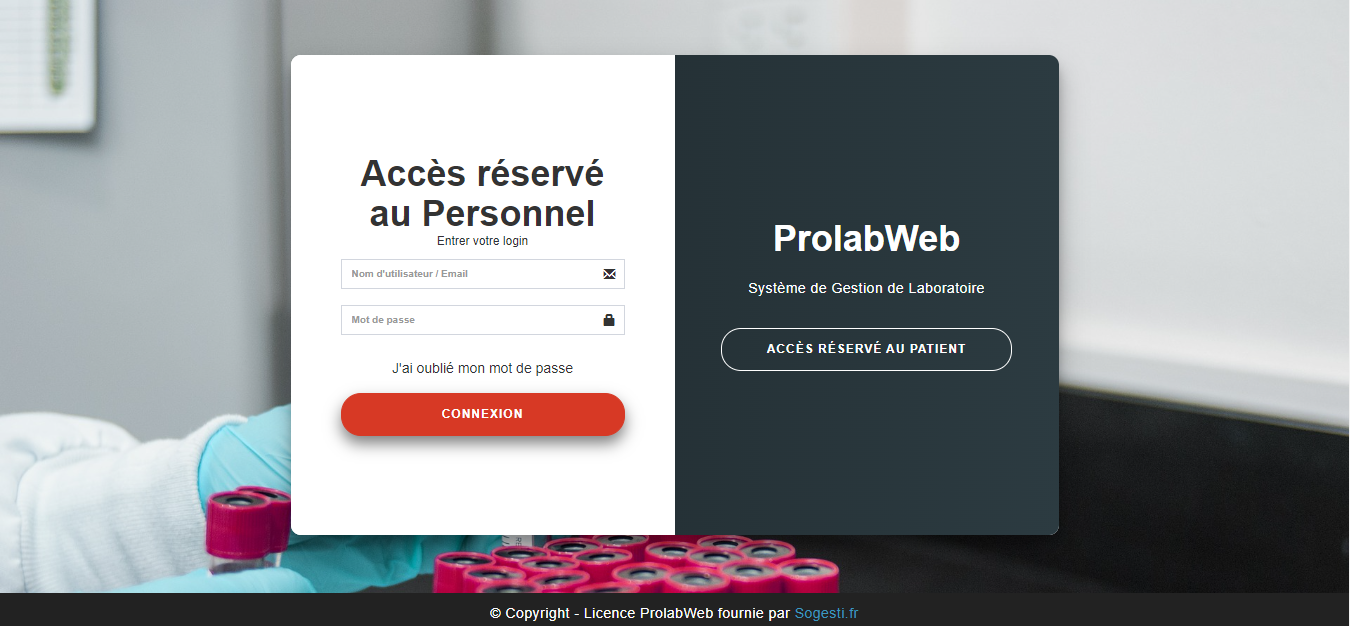 Accès réservé
au Personnel
Entrer votre login
Nom d'utilisateur / Email
Mot de passe
J'ai oublié mon mot de passe
CONNEXION
ProlabWeb
Système de Gestion de Laboratoire
ACCÈS RÉSERVÉ AU PATIENT
© Copyright - Licence ProlabWeb fournie par Sogesti.fr